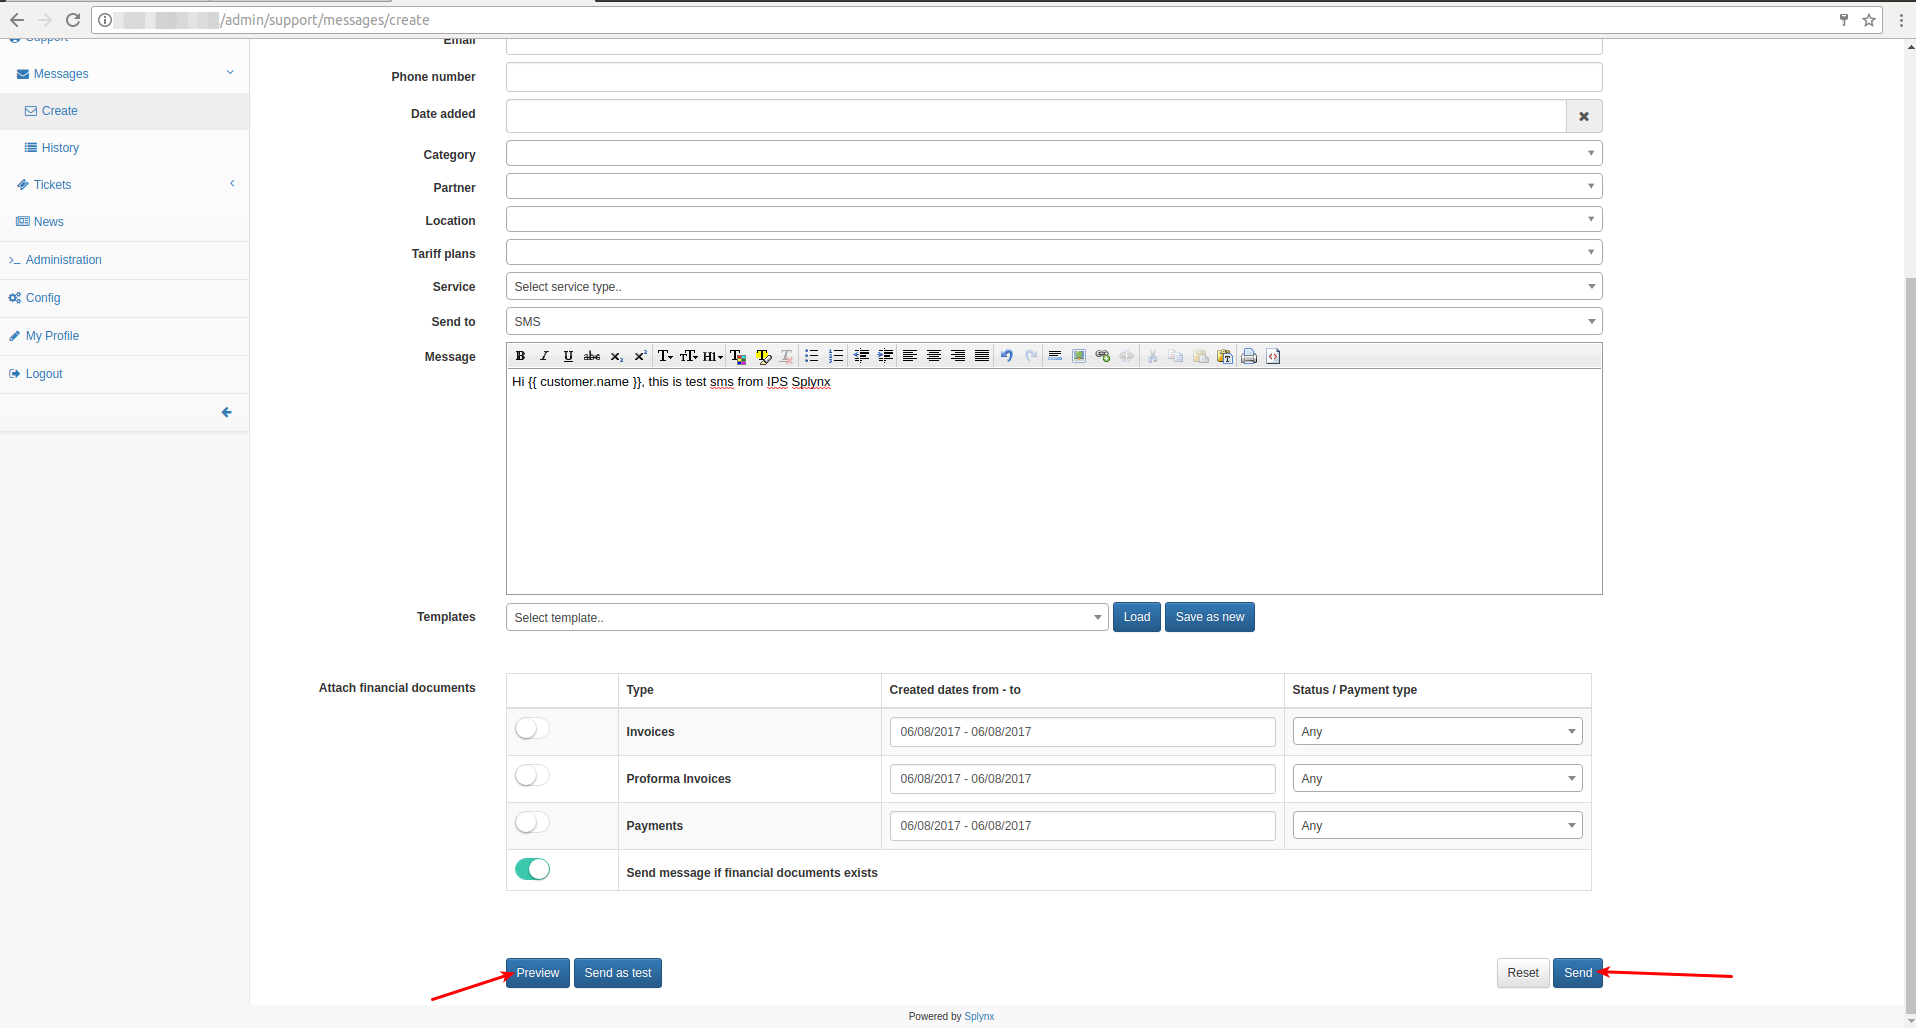 /admin/support/messages/create
Support
Messages
Create
History
Tickets
News
Administration
Config
My Profile
Logout
Email
Phone number
Date added
Category
Partner
Location
Tariff plans
Service Select service type..
Send to SMS
Message
B I U abc X₂ X² T TT H1 T T T
Hi {{ customer.name }}, this is test sms from IPS Splynx
Templates Select template.. Load Save as new
Attach financial documents
Type Created dates from - to Status / Payment type
Invoices 06/08/2017 - 06/08/2017 Any
Proforma Invoices 06/08/2017 - 06/08/2017 Any
Payments 06/08/2017 - 06/08/2017 Any
Send message if financial documents exists
Preview Send as test Reset Send
Powered by Splynx